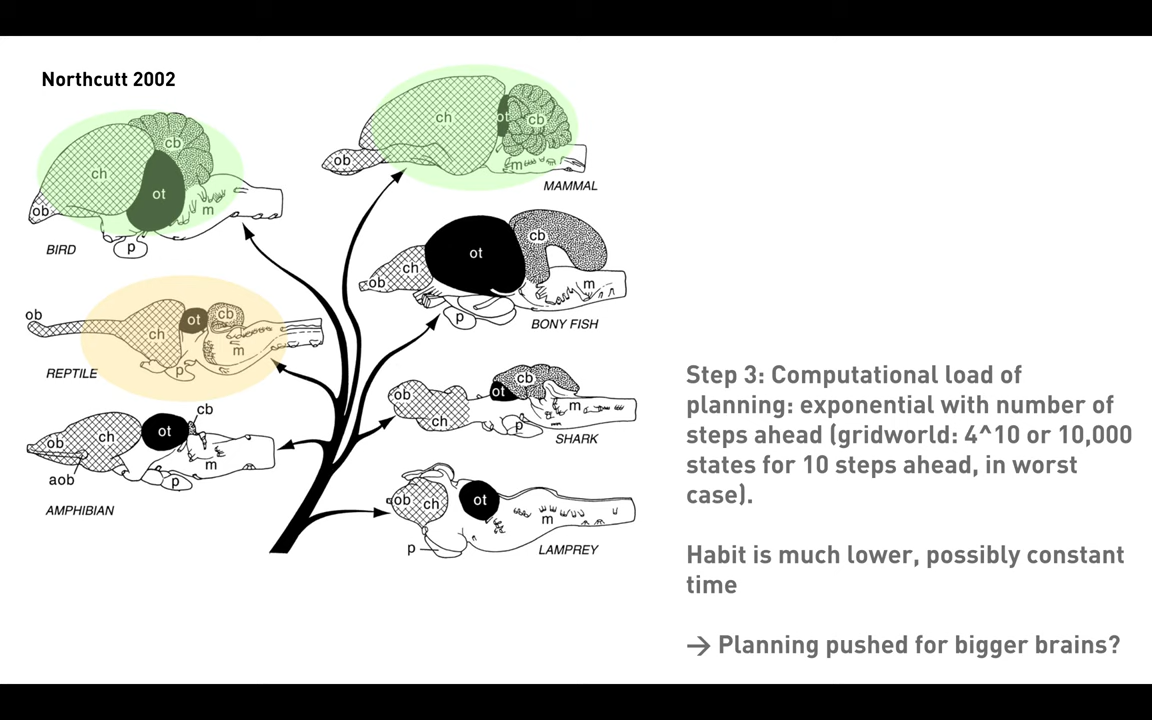 Northcutt 2002
ch
cb
ot
ob
m
p
BIRD
ch
ot
cb
ob
m
MAMMAL
ot
cb
ch
ob
m
p
BONY FISH
ob
ot
cb
ch
m
p
REPTILE
cb
ot
ob
ch
m
p
SHARK
cb
ot
ob
ch
m
aob
p
AMPHIBIAN
ob
ch
ot
m
p
LAMPREY
Step 3: Computational load of
planning: exponential with number of
steps ahead (gridworld: 4^10 or 10,000
states for 10 steps ahead, in worst
case).
Habit is much lower, possibly constant
time
→ Planning pushed for bigger brains?